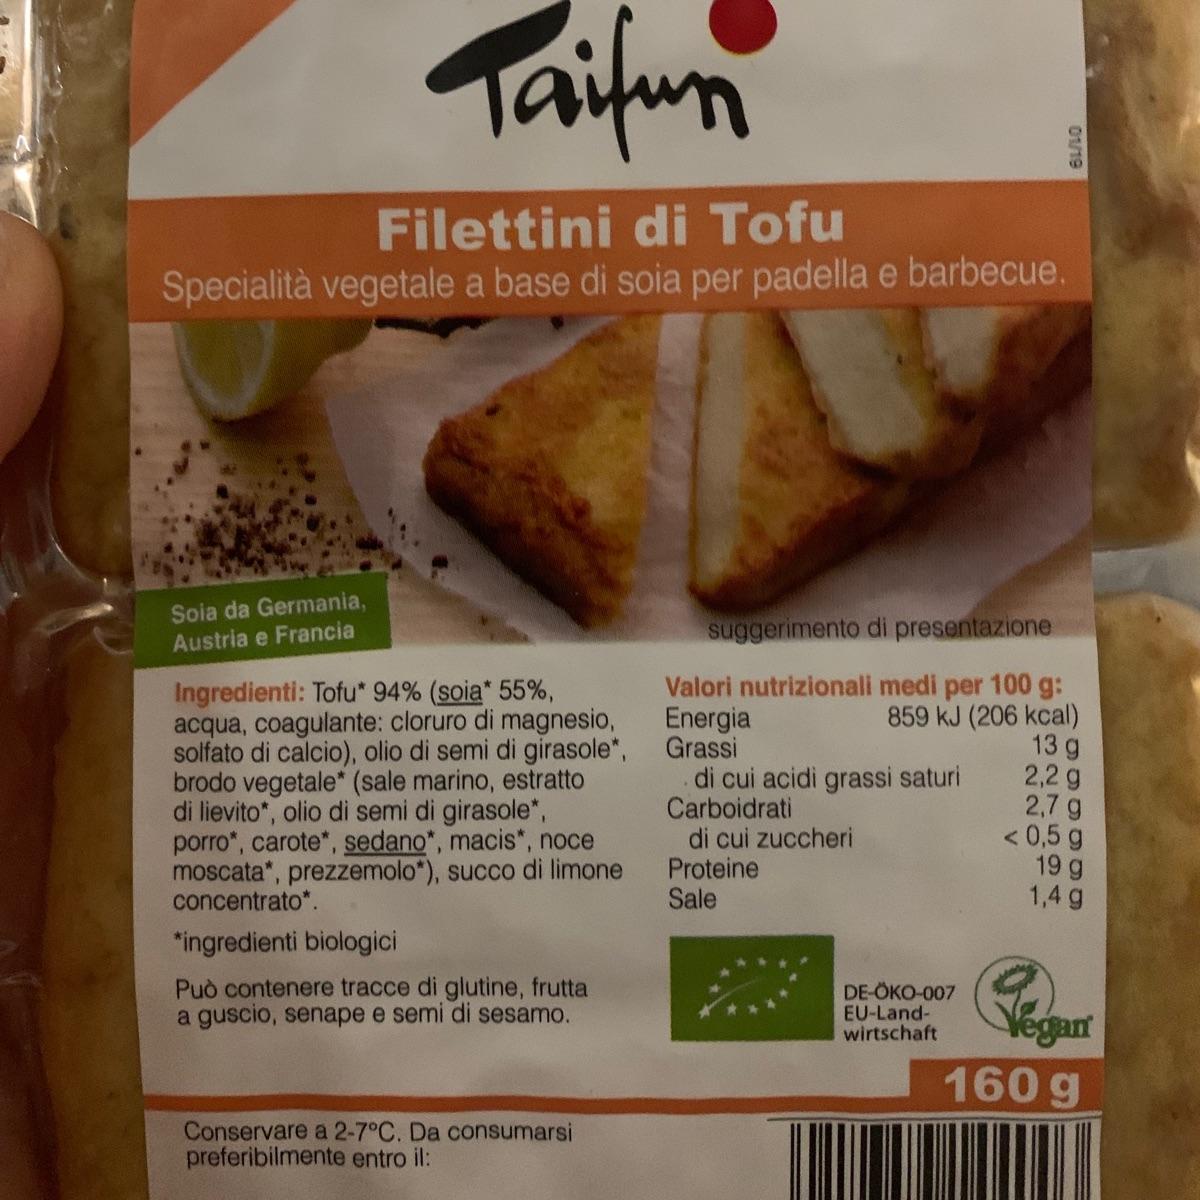 Taifun
01/19
Filettini di Tofu
Specialità vegetale a base di soia per padella e barbecue.
Soia da Germania,
Austria e Francia
suggerimento di presentazione
Ingredienti: Tofu* 94% (soia* 55%,
acqua, coagulante: cloruro di magnesio,
solfato di calcio), olio di semi di girasole*,
brodo vegetale* (sale marino, estratto
di lievito*, olio di semi di girasole*,
porro*, carote*, sedano*, macis*, noce
moscata*, prezzemolo*), succo di limone
concentrato*.
*ingredienti biologici
Può contenere tracce di glutine, frutta
a guscio, senape e semi di sesamo.
Valori nutrizionali medi per 100 g:
Energia 859 kJ (206 kcal)
Grassi 13 g
di cui acidi grassi saturi 2,2 g
Carboidrati 2,7 g
di cui zuccheri < 0,5 g
Proteine 19 g
Sale 1,4 g
DE-ÖKO-007
EU-Land-
wirtschaft
Vegan
160 g
Conservare a 2-7°C. Da consumarsi
preferibilmente entro il: